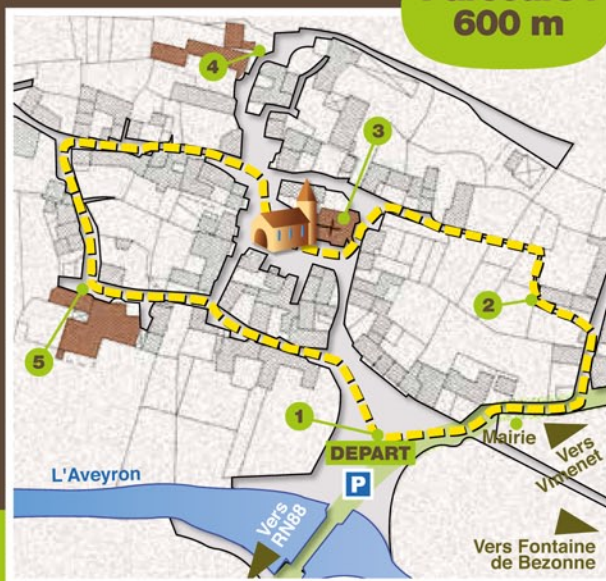 600 m
4
3
2
5
1
DEPART
Mairie
Vers
Vimenet
P
L'Aveyron
Vers
RN88
Vers Fontaine
de Bezonne